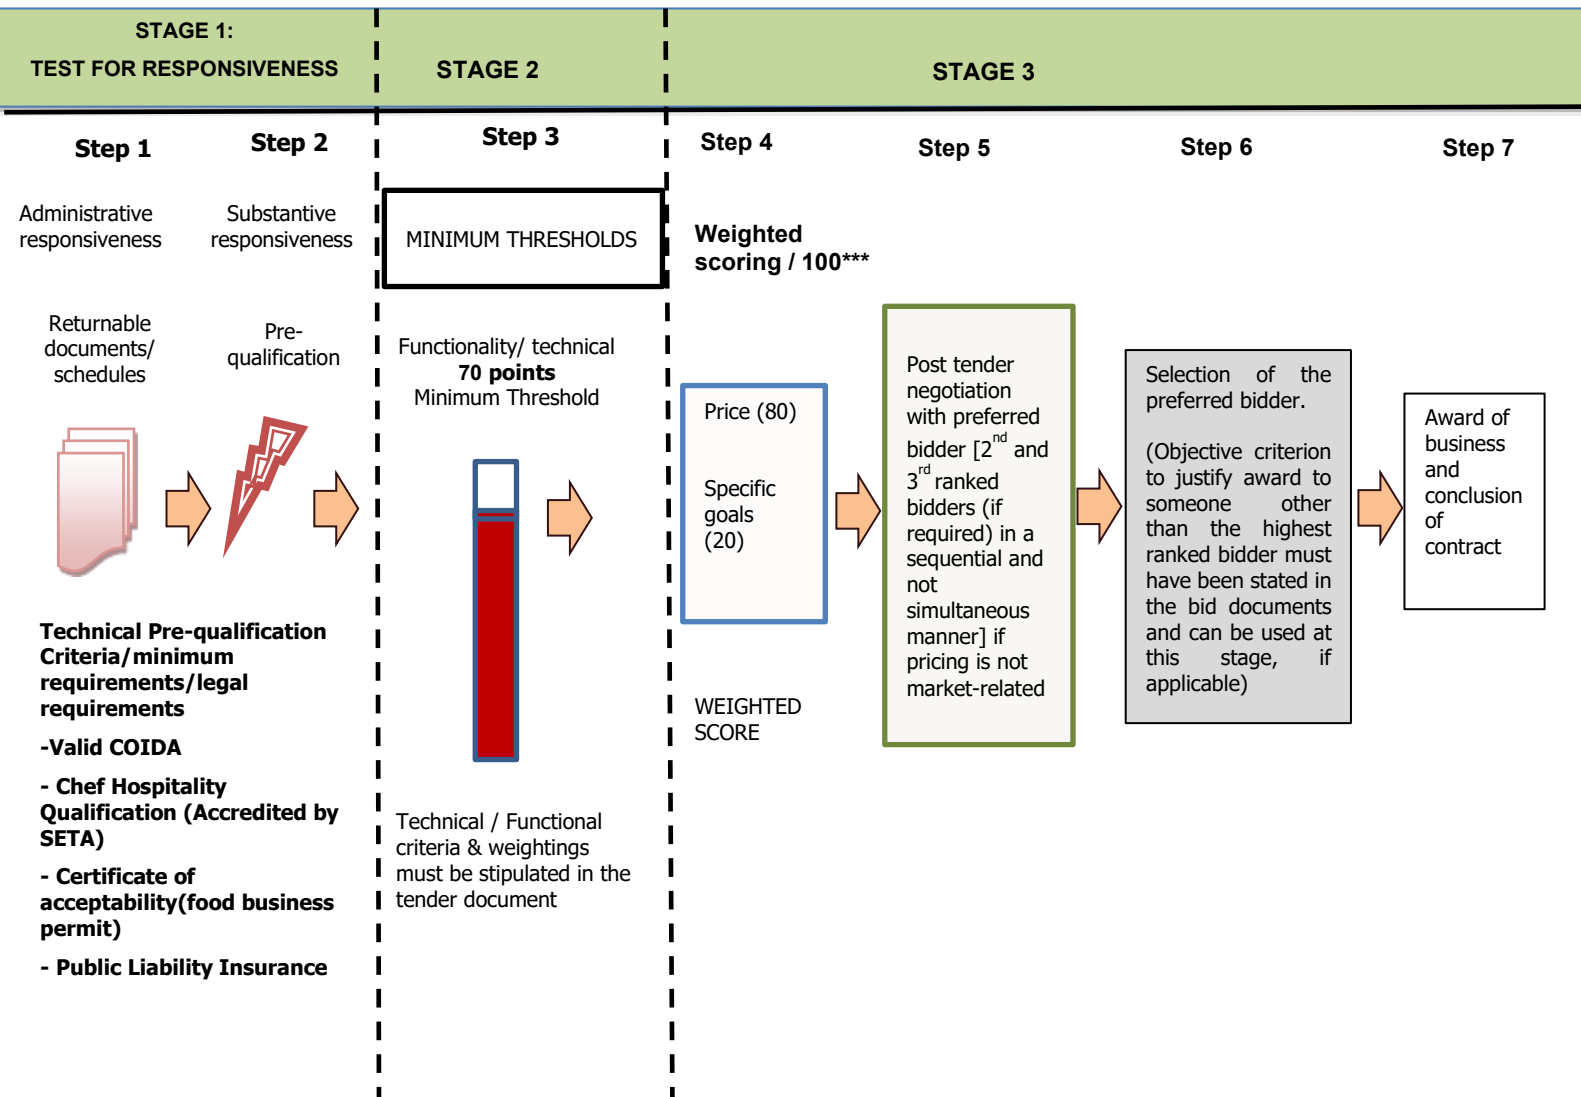 STAGE 1:
TEST FOR RESPONSIVENESS
STAGE 2
STAGE 3
Step 1
Step 2
Step 3
Step 4
Step 5
Step 6
Step 7
Administrative
responsiveness
Substantive
responsiveness
MINIMUM THRESHOLDS
Weighted
scoring / 100***
Returnable
documents/
schedules
Pre-
qualification
Functionality/ technical
70 points
Minimum Threshold
Price (80)
Specific
goals
(20)
WEIGHTED
SCORE
Post tender
negotiation
with preferred
bidder [2nd and
3rd ranked
bidders (if
required) in a
sequential and
not
simultaneous
manner] if
pricing is not
market-related
Selection of the
preferred bidder.
(Objective criterion
to justify award to
someone other
than the highest
ranked bidder must
have been stated in
the bid documents
and can be used at
this stage, if
applicable)
Award of
business
and
conclusion
of
contract
Technical Pre-qualification
Criteria/minimum
requirements/legal
requirements
-Valid COIDA
- Chef Hospitality
Qualification (Accredited by
SETA)
- Certificate of
acceptability(food business
permit)
- Public Liability Insurance
Technical / Functional
criteria & weightings
must be stipulated in the
tender document